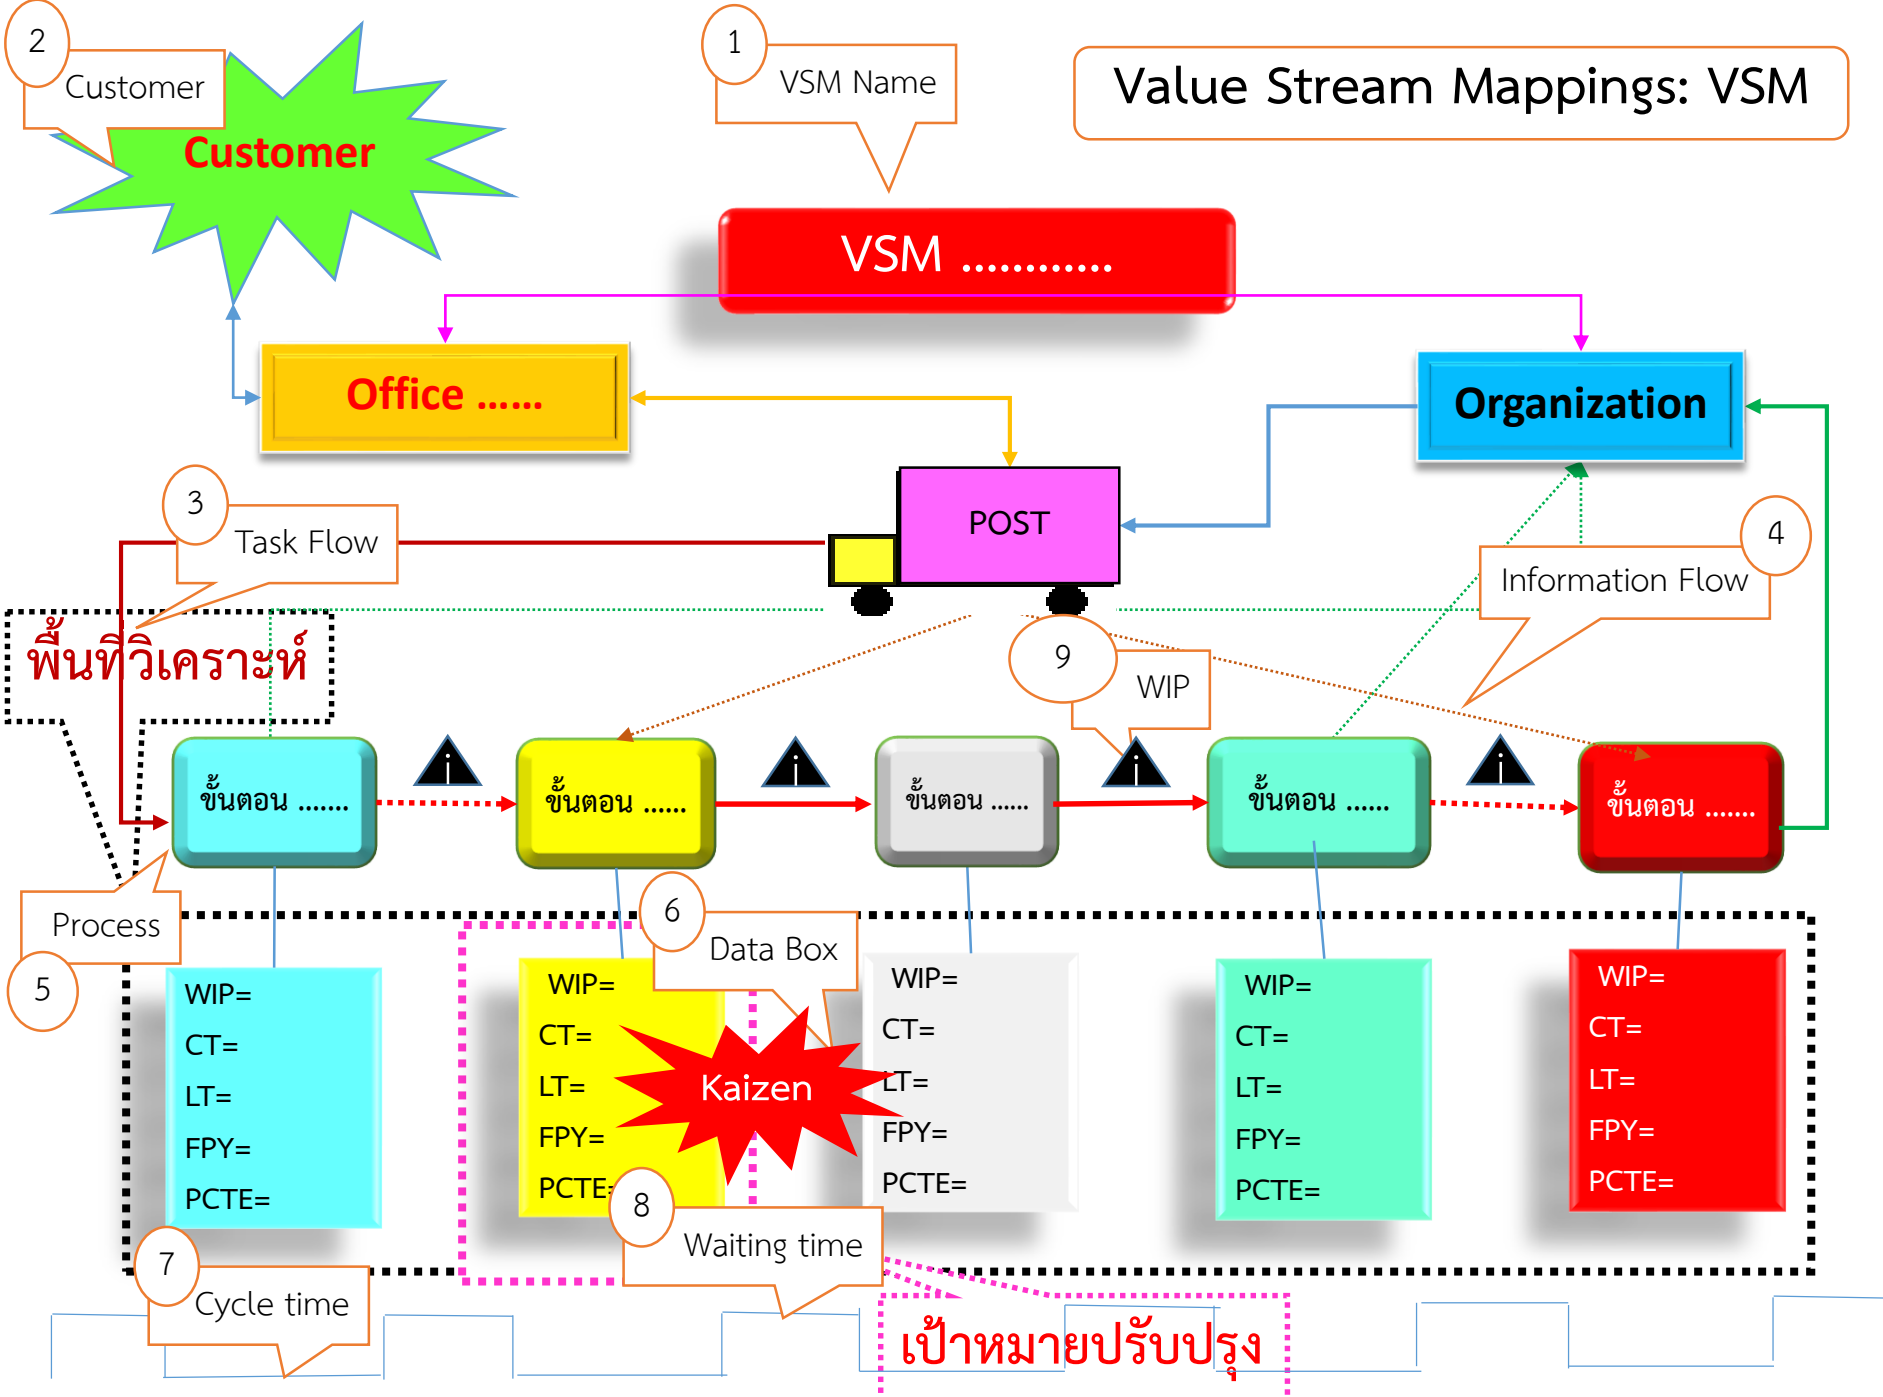 2
Customer
1
VSM Name
Value Stream Mappings: VSM
Customer
VSM ............
Office ......
Organization
3
Task Flow
POST
4
Information Flow
พื้นที่วิเคราะห์
9
WIP
i
i
i
i
ขั้นตอน .......
ขั้นตอน ......
ขั้นตอน ......
ขั้นตอน ......
ขั้นตอน .......
Process
5
6
Data Box
WIP=
CT=
LT=
FPY=
PCTE=
WIP=
CT=
LT=
FPY=
PCTE=
Kaizen
WIP=
CT=
LT=
FPY=
PCTE=
WIP=
CT=
LT=
FPY=
PCTE=
WIP=
CT=
LT=
FPY=
PCTE=
7
Cycle time
8
Waiting time
เป้าหมายปรับปรุง